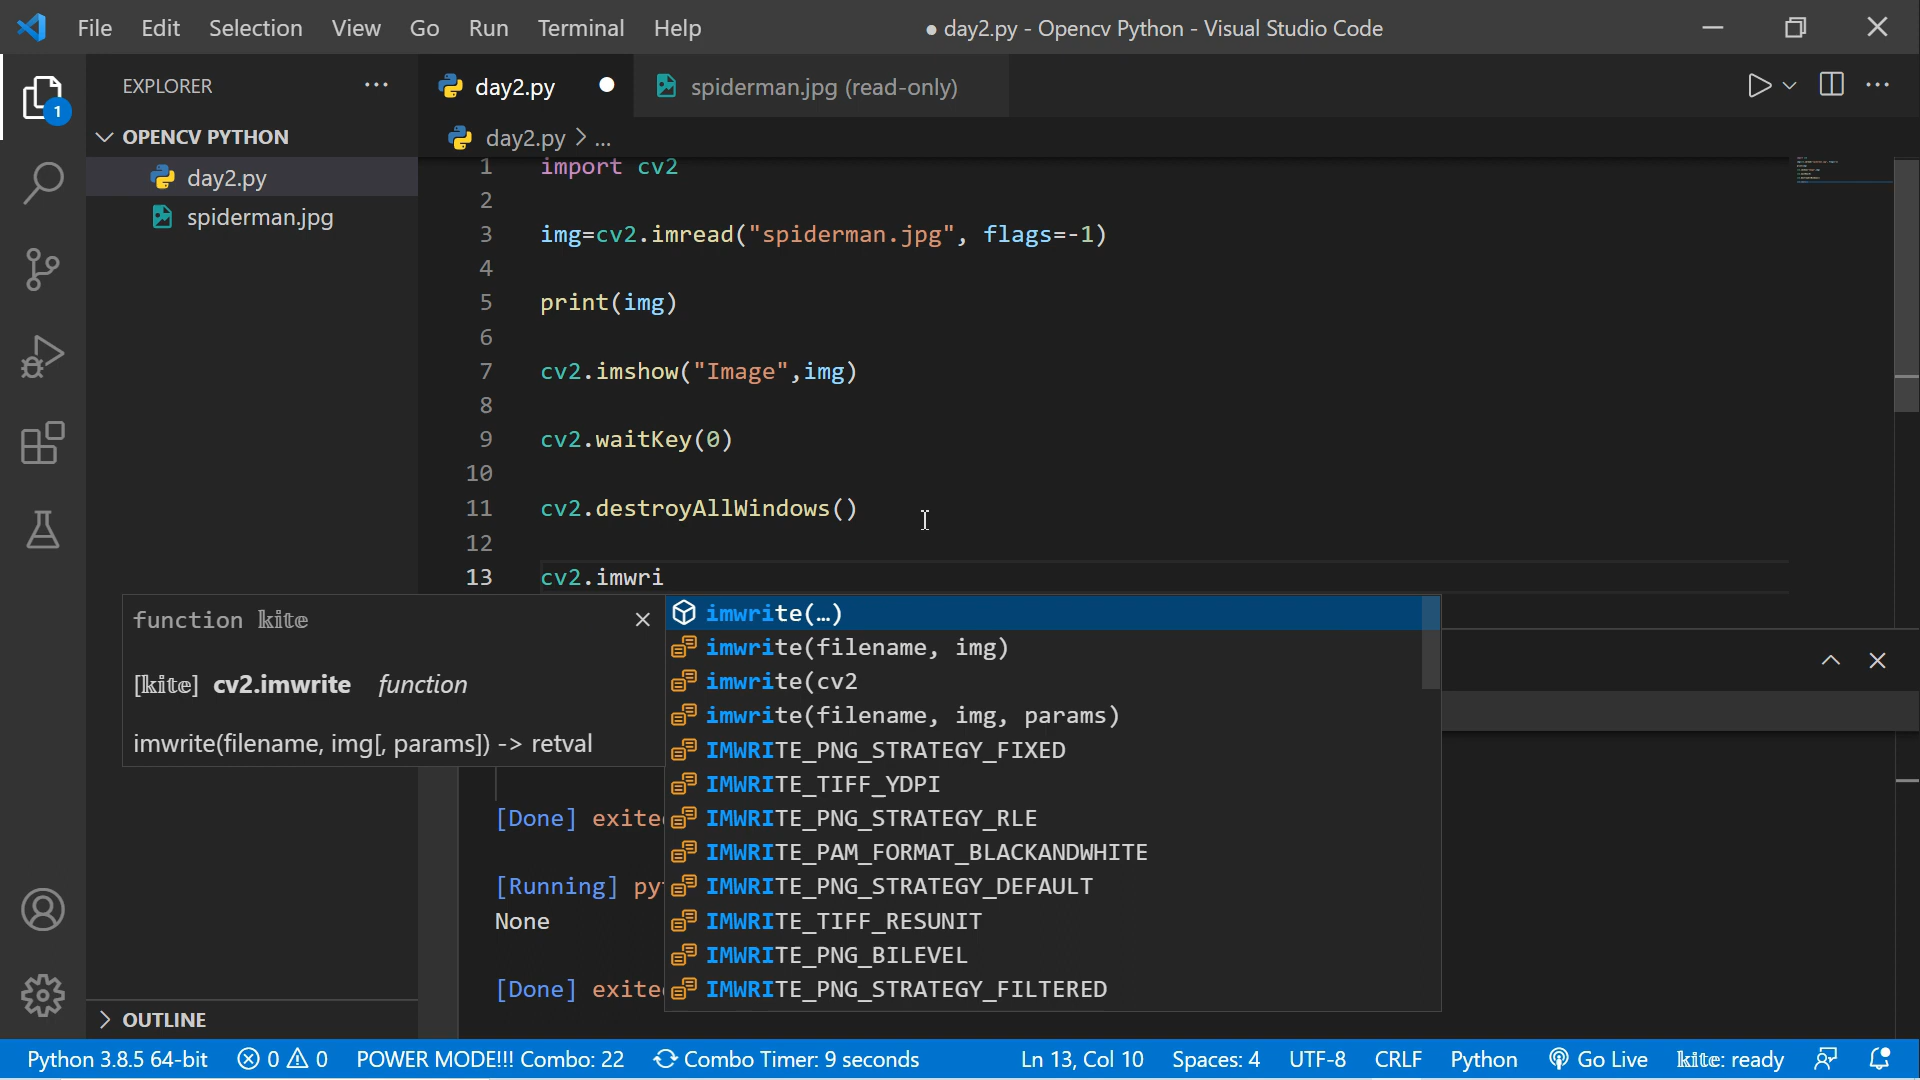 File Edit Selection View Go Run Terminal Help
● day2.py - Opencv Python - Visual Studio Code
EXPLORER
day2.py
spiderman.jpg (read-only)
1
OPENCV PYTHON
day2.py > ...
day2.py
spiderman.jpg
1 import cv2
2
3 img=cv2.imread("spiderman.jpg", flags=-1)
4
5 print(img)
6
7 cv2.imshow("Image",img)
8
9 cv2.waitKey(0)
10
11 cv2.destroyAllWindows()
12
13 cv2.imwri
function kite
[kite] cv2.imwrite function
imwrite(filename, img[, params]) -> retval
imwrite(…)
imwrite(filename, img)
imwrite(cv2
imwrite(filename, img, params)
IMWRITE_PNG_STRATEGY_FIXED
IMWRITE_TIFF_YDPI
IMWRITE_PNG_STRATEGY_RLE
IMWRITE_PAM_FORMAT_BLACKANDWHITE
IMWRITE_PNG_STRATEGY_DEFAULT
IMWRITE_TIFF_RESUNIT
IMWRITE_PNG_BILEVEL
IMWRITE_PNG_STRATEGY_FILTERED
[Done] exite
[Running] py
None
[Done] exite
OUTLINE
Python 3.8.5 64-bit 0 0 POWER MODE!!! Combo: 22 Combo Timer: 9 seconds Ln 13, Col 10 Spaces: 4 UTF-8 CRLF Python Go Live kite: ready